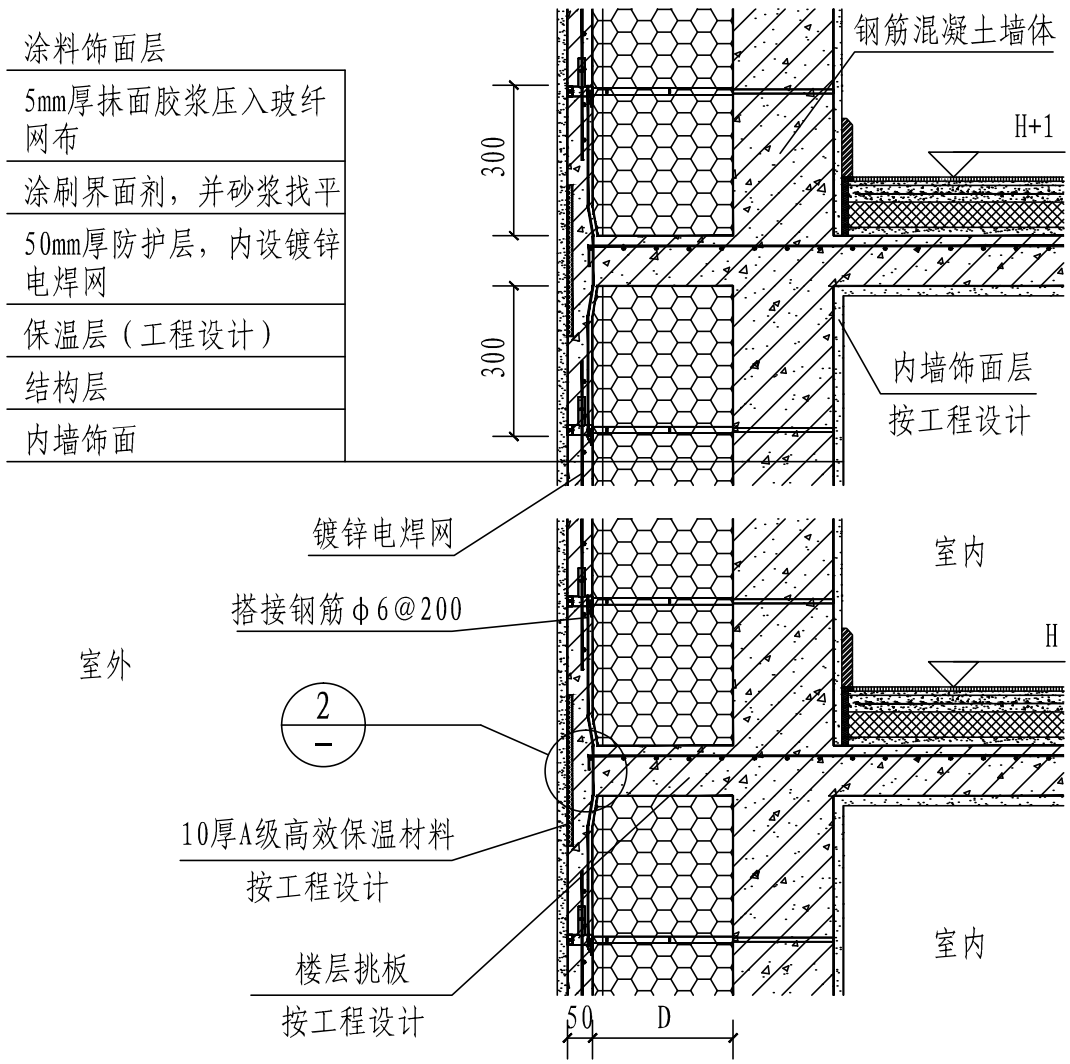 涂料饰面层
5mm厚抹面胶浆压入玻纤
网布
涂刷界面剂，并砂浆找平
50mm厚防护层，内设镀锌
电焊网
保温层（工程设计）
结构层
内墙饰面
钢筋混凝土墙体
H+1
300
300
内墙饰面层
按工程设计
镀锌电焊网
室内
搭接钢筋φ6@200
H
室外
2
–
10厚A级高效保温材料
按工程设计
楼层挑板
按工程设计
室内
50
D